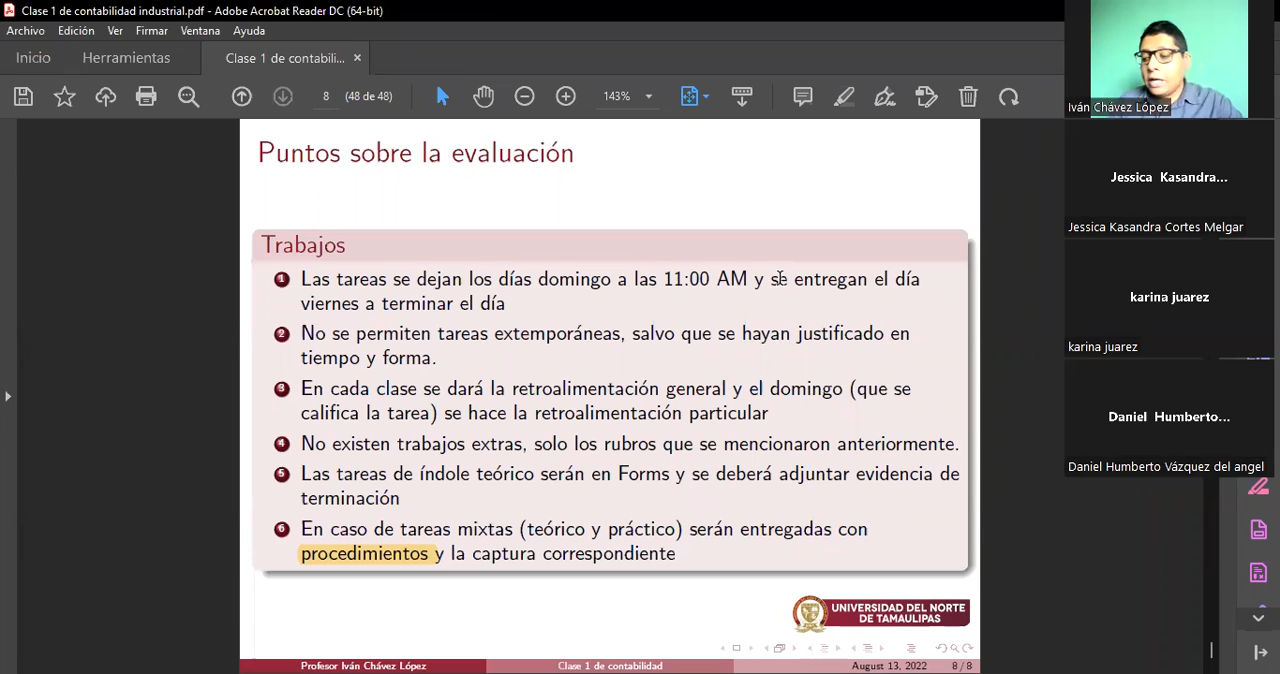 Clase 1 de contabilidad industrial.pdf - Adobe Acrobat Reader DC (64-bit)
Archivo Edición Ver Firmar Ventana Ayuda
Inicio Herramientas Clase 1 de contabili... ×
8 (48 de 48) 143%
Puntos sobre la evaluación
Trabajos
1 Las tareas se dejan los días domingo a las 11:00 AM y se entregan el día
viernes a terminar el día
2 No se permiten tareas extemporáneas, salvo que se hayan justificado en
tiempo y forma.
3 En cada clase se dará la retroalimentación general y el domingo (que se
califica la tarea) se hace la retroalimentación particular
4 No existen trabajos extras, solo los rubros que se mencionaron anteriormente.
5 Las tareas de índole teórico serán en Forms y se deberá adjuntar evidencia de
terminación
6 En caso de tareas mixtas (teórico y práctico) serán entregadas con
procedimientos y la captura correspondiente
UNIVERSIDAD DEL NORTE
DE TAMAULIPAS
Profesor Iván Chávez López Clase 1 de contabilidad August 13, 2022 8 / 8
Iván Chávez López
Jessica Kasandra...
Jessica Kasandra Cortes Melgar
karina juarez
karina juarez
Daniel Humberto...
Daniel Humberto Vázquez del angel